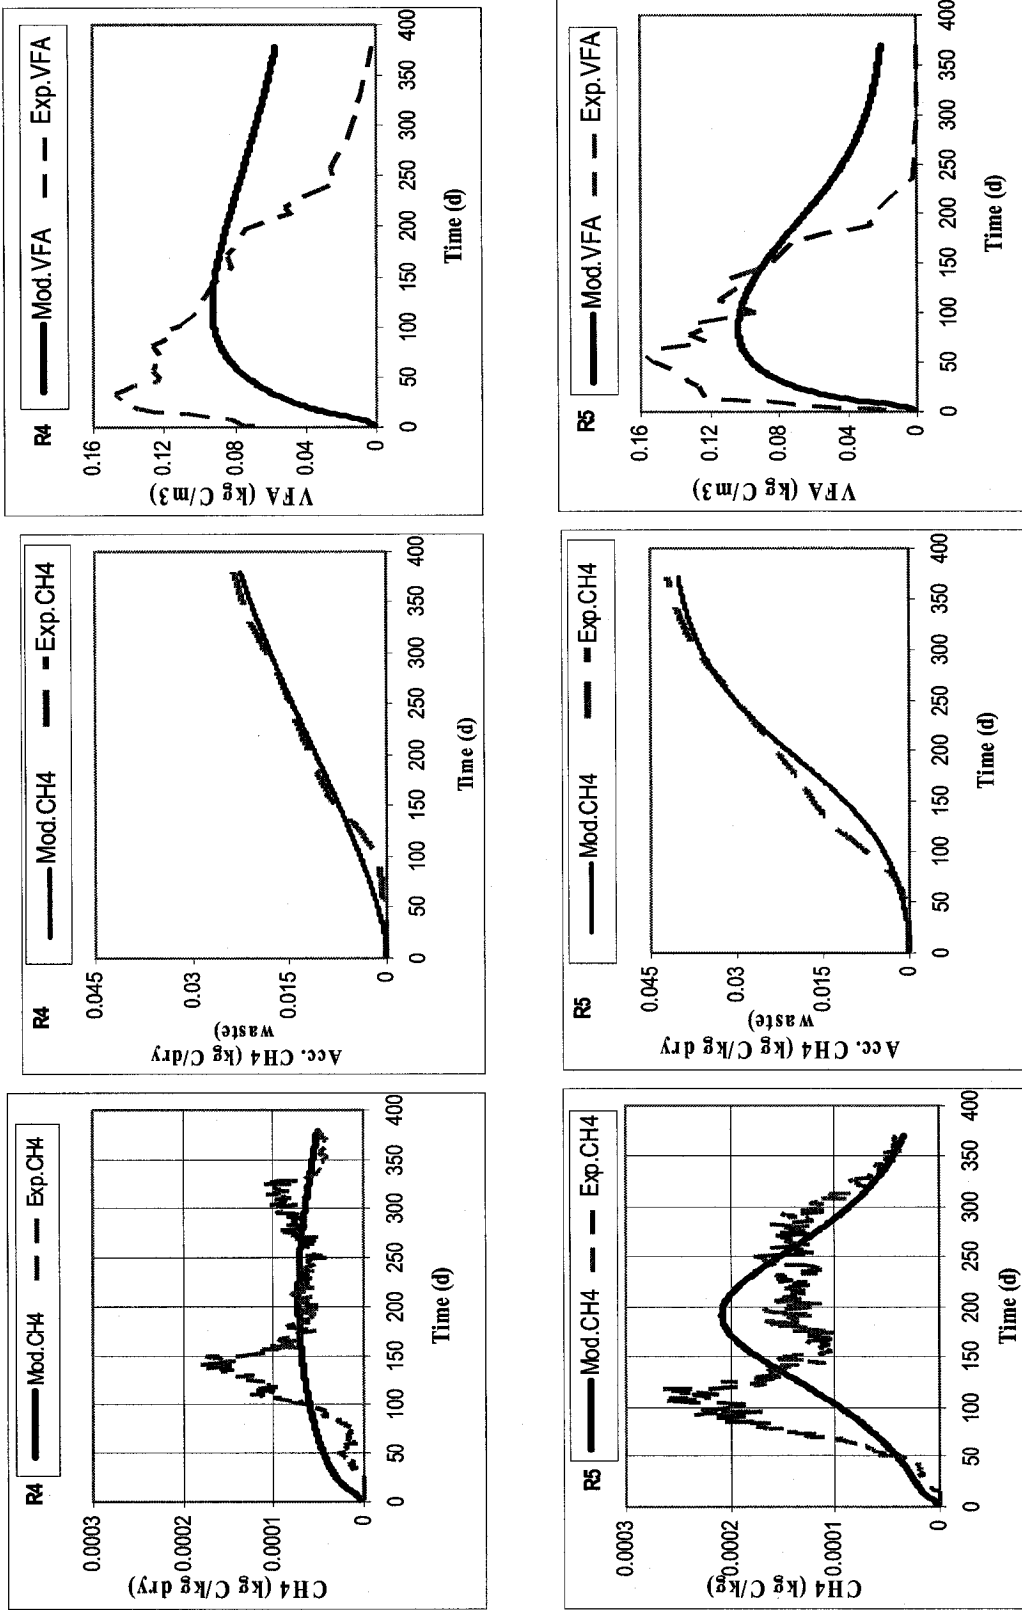 R4
Mod.CH4
Exp.CH4
CH4 (kg C/kg dry)
0.0003
0.0002
0.0001
0
0 50 100 150 200 250 300 350 400
Time (d)
R4
Mod.CH4
Exp.CH4
Acc. CH4 (kg C/dry
waste)
0.045
0.03
0.015
0
0 50 100 150 200 250 300 350 400
Time (d)
R4
Mod.VFA
Exp.VFA
VFA (kg C/m3)
0.16
0.12
0.08
0.04
0
0 50 100 150 200 250 300 350 400
Time (d)
R5
Mod.CH4
Exp.CH4
CH4 (kg C/kg)
0.0003
0.0002
0.0001
0
0 50 100 150 200 250 300 350 400
Time (d)
R5
Mod.CH4
Exp.CH4
Acc. CH4 (kg C/kg dry
waste)
0.045
0.03
0.015
0
0 50 100 150 200 250 300 350 400
Time (d)
R5
Mod.VFA
Exp.VFA
VFA (kg C/m3)
0.16
0.12
0.08
0.04
0
0 50 100 150 200 250 300 350 400
Time (d)